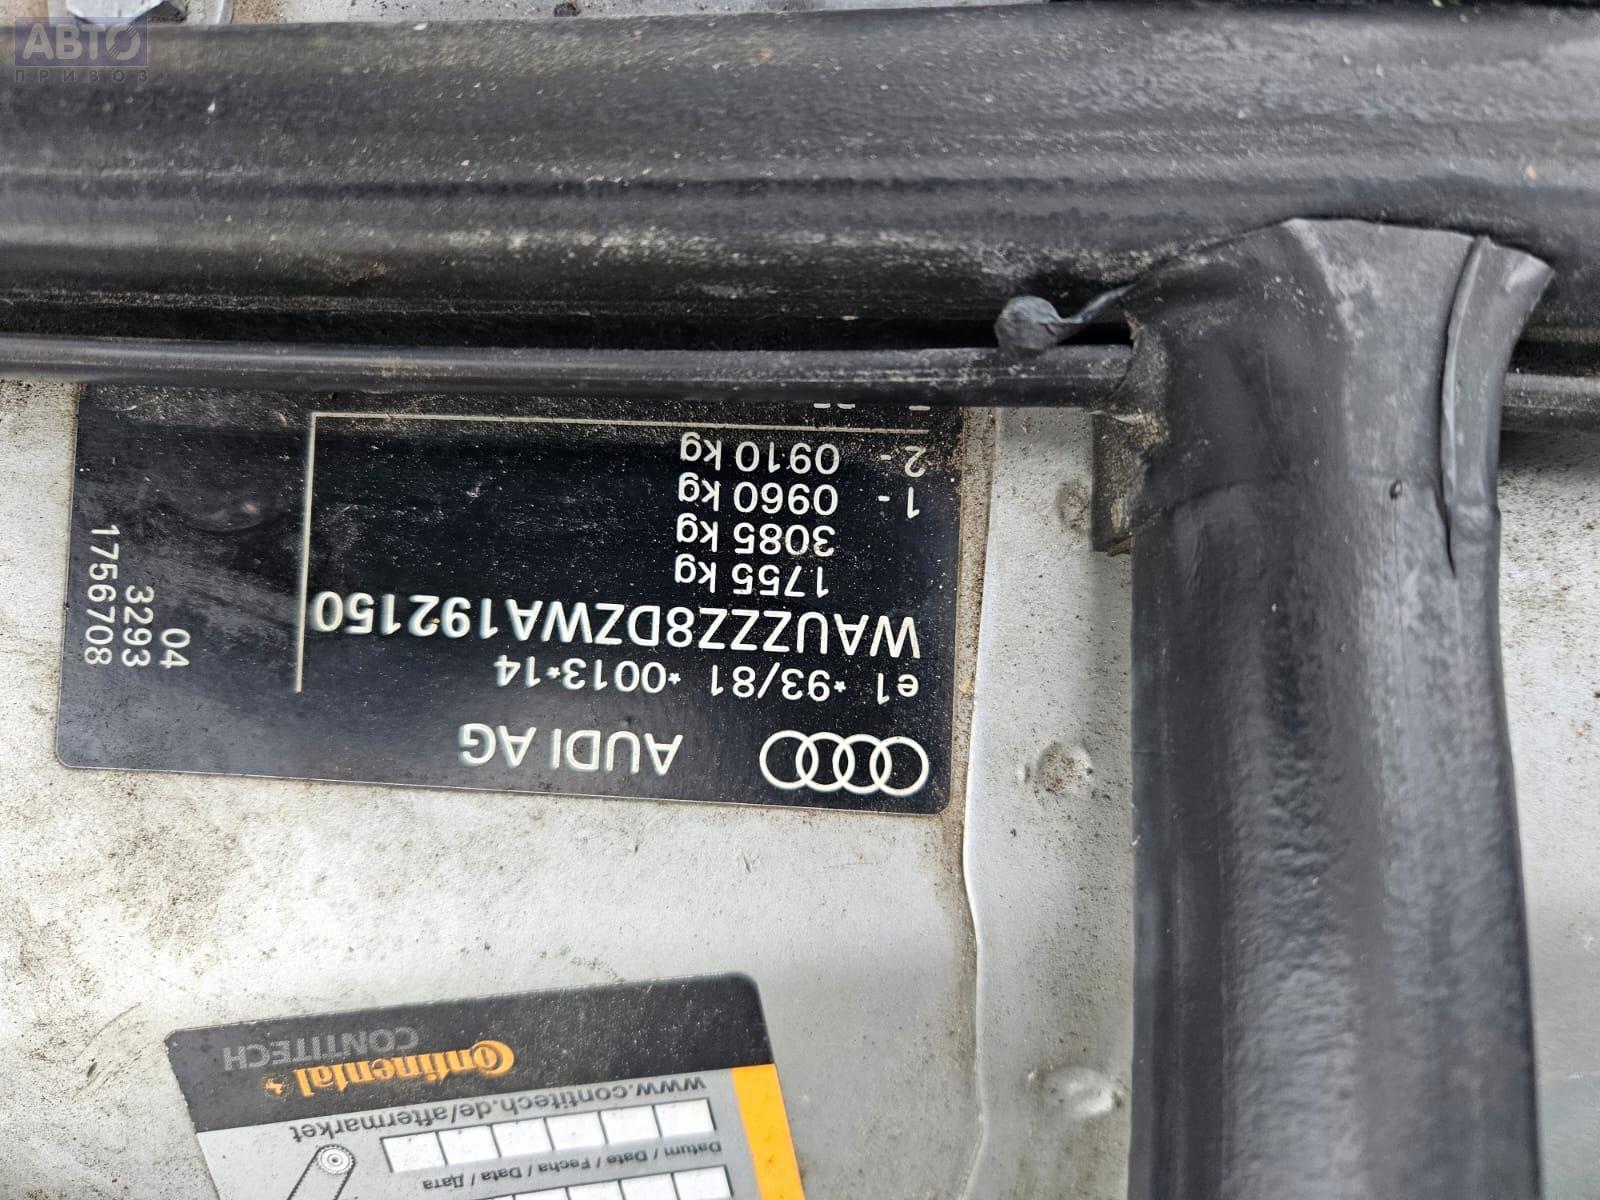 АВТО
ПРИВОЗ
AUDI AG
e1 *93/81 *0013*14
WAUZZZ8DZWA192150
1755 kg
3085 kg
1 - 0960 kg
2 - 0910 kg
04
3293
1756708
Continental
CONTITECH
www.contitech.de/aftermarket
Datum / Date / Fecha / Data / Дата